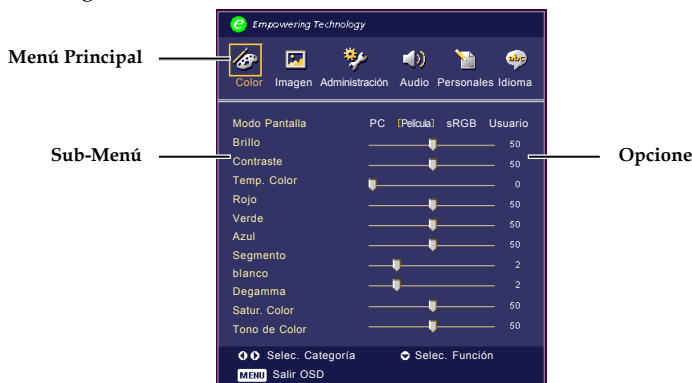 Empowering Technology
Menú Principal
Color Imagen Administración Audio Personales Idioma
Modo Pantalla PC [Película] sRGB Usuario
Brillo 50
Sub-Menú
Opcione
Contraste 50
Temp. Color 0
Rojo 50
Verde 50
Azul 50
Segmento 2
blanco
Degamma 2
Satur. Color 50
Tono de Color 50
Selec. Categoría Selec. Función
MENU Salir OSD